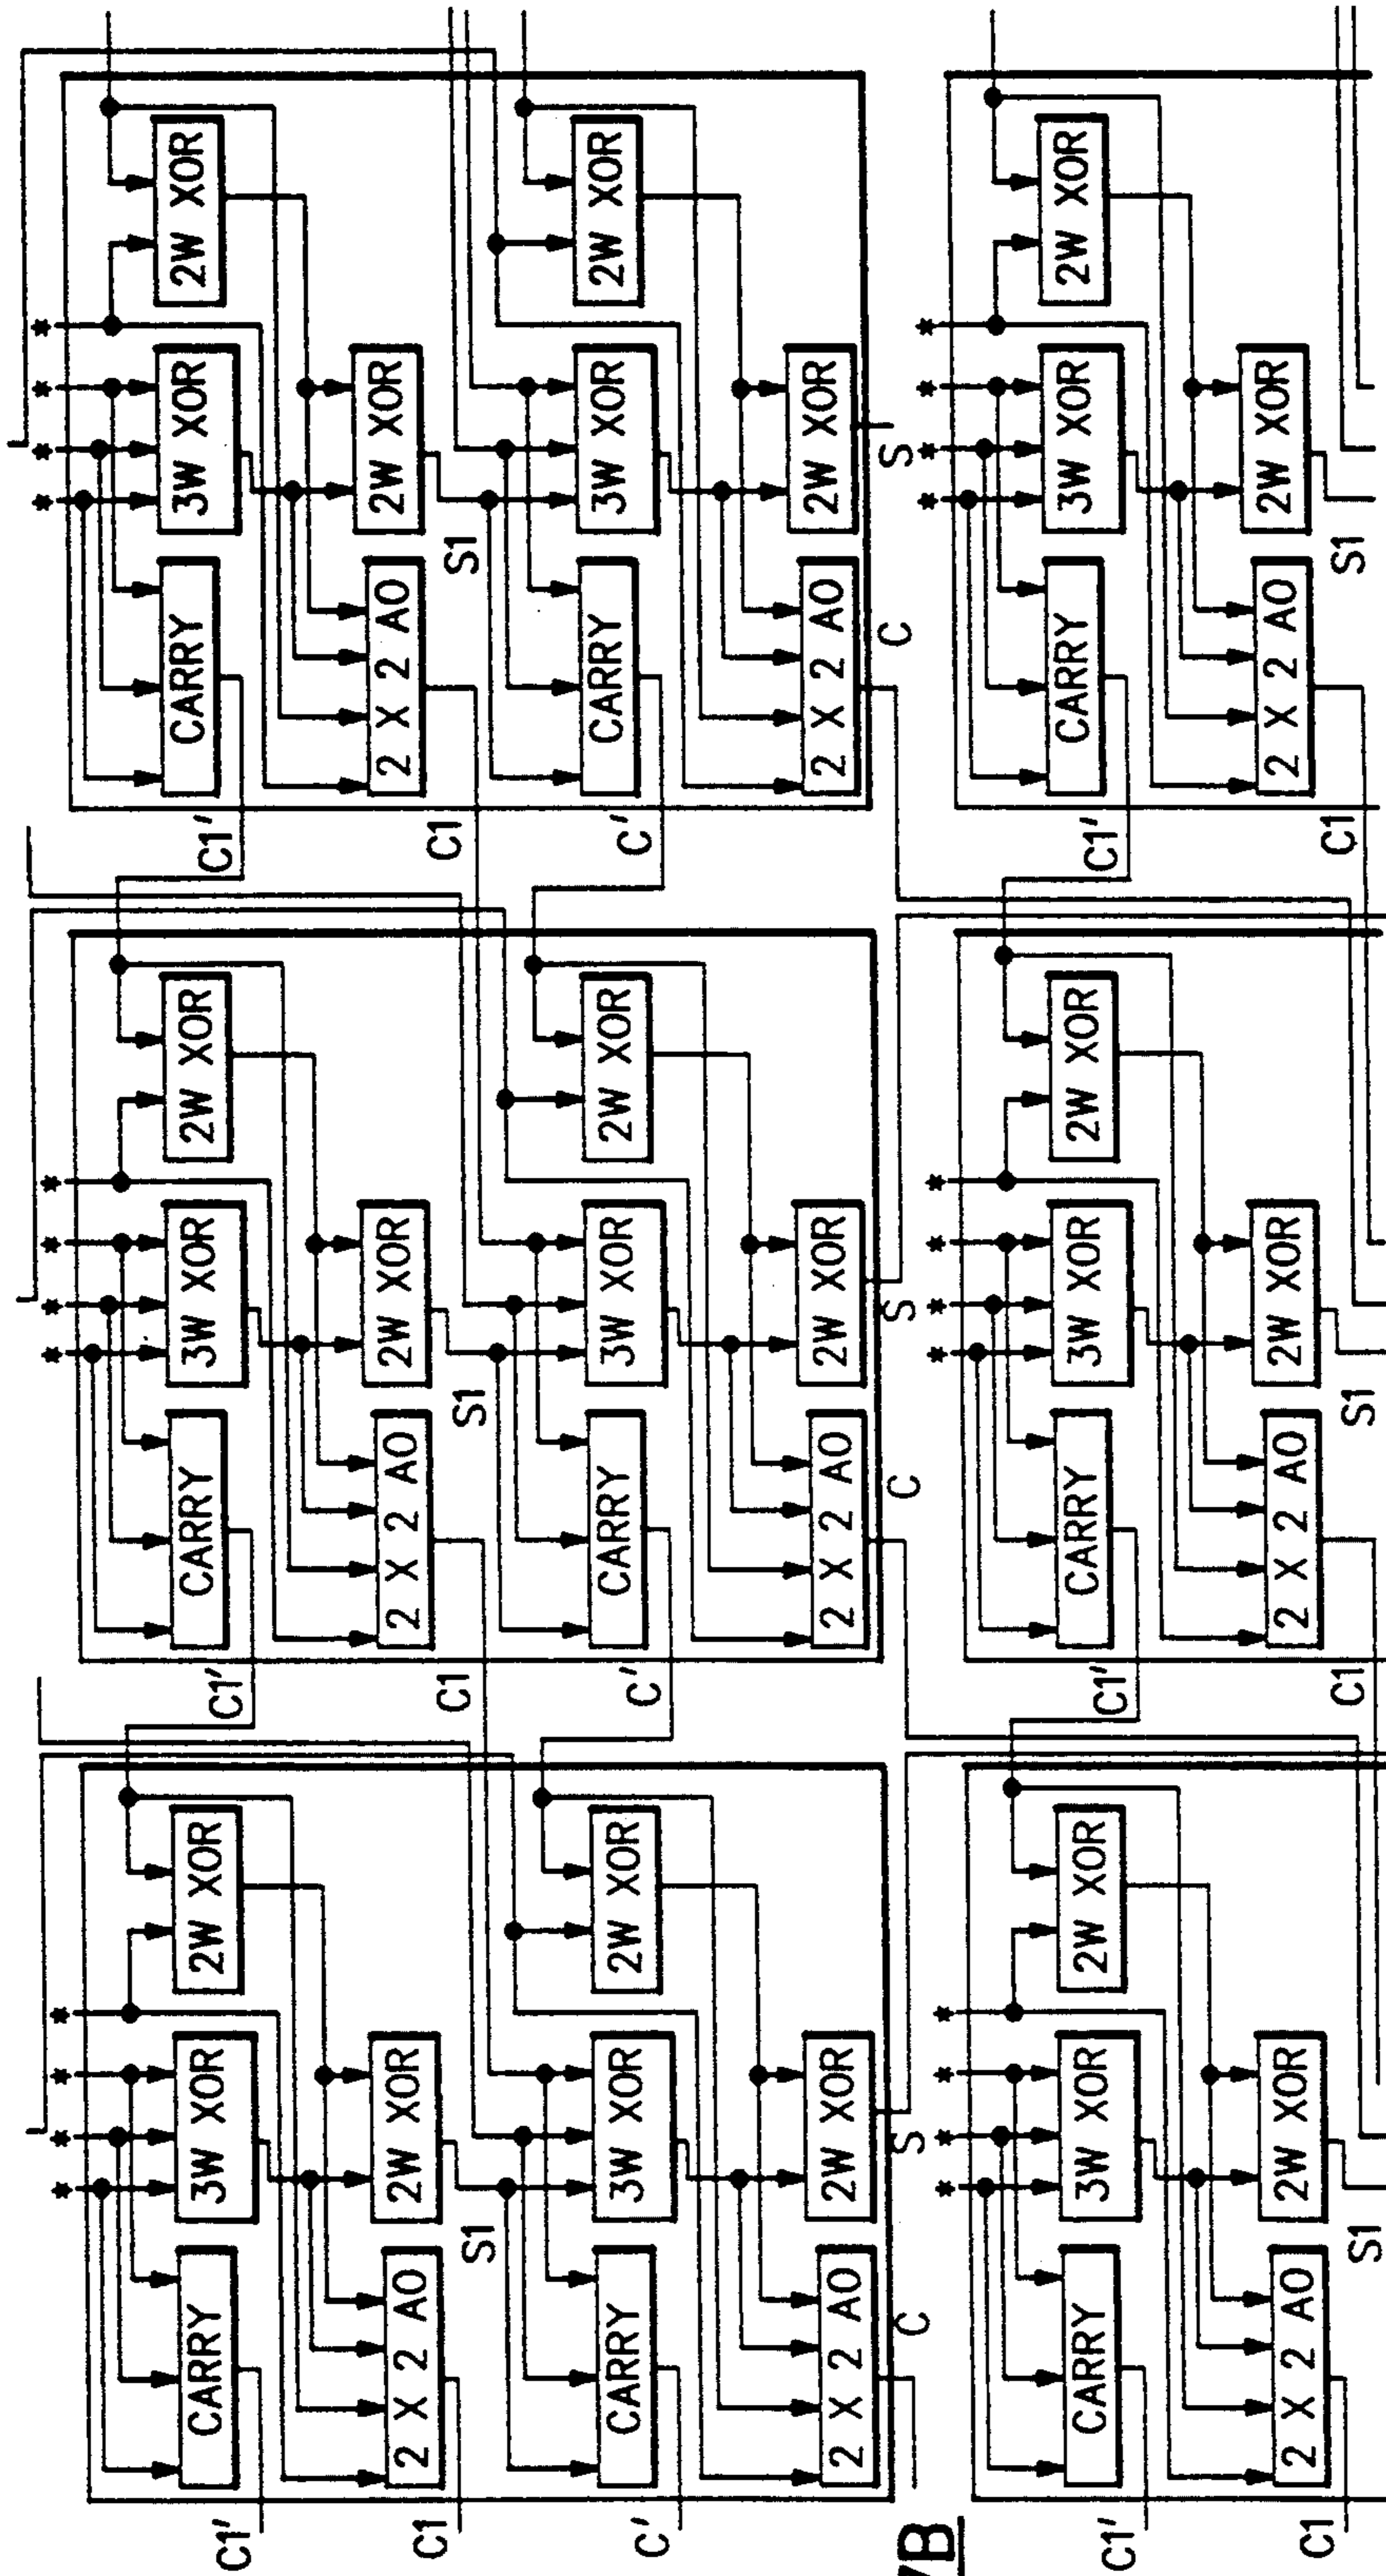 * * * * * * * * * * * *
CARRY 3W XOR 2W XOR CARRY 3W XOR 2W XOR CARRY 3W XOR 2W XOR
C1' C1' C1'
2 X 2 AO 2W XOR 2 X 2 AO 2W XOR 2 X 2 AO 2W XOR
C1 S1 C1 S1 C1 S1
CARRY 3W XOR 2W XOR CARRY 3W XOR 2W XOR CARRY 3W XOR 2W XOR
C' C' C'
2 X 2 AO 2W XOR 2 X 2 AO 2W XOR 2 X 2 AO 2W XOR
C S C S C S
7B
* * * * * * * * * * * *
CARRY 3W XOR 2W XOR CARRY 3W XOR 2W XOR CARRY 3W XOR 2W XOR
C1' C1' C1'
2 X 2 AO 2W XOR 2 X 2 AO 2W XOR 2 X 2 AO 2W XOR
C1 S1 C1 S1 C1 S1